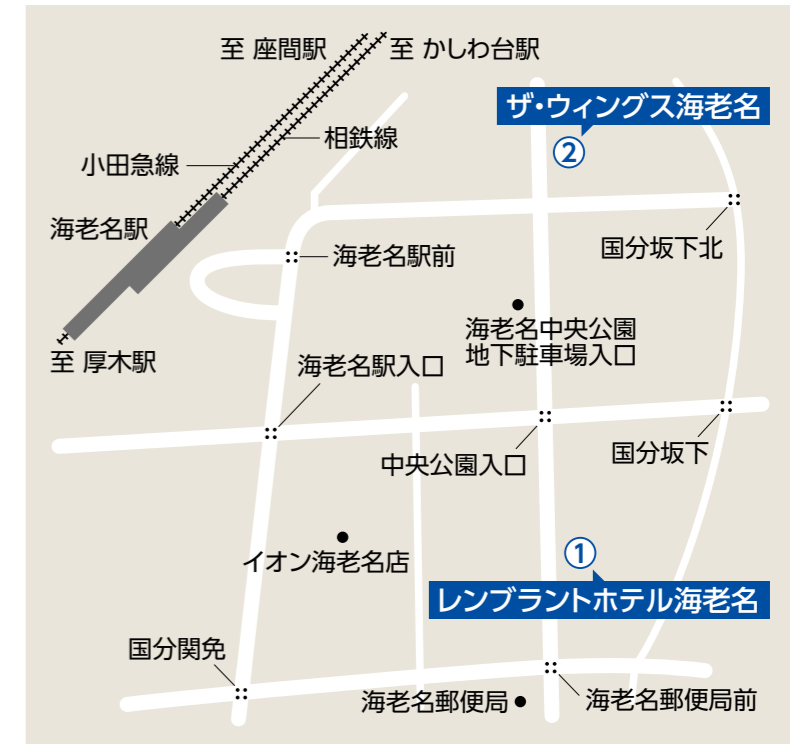 至 座間駅
至 かしわ台駅
ザ・ウィングス海老名
②
相鉄線
小田急線
海老名駅
国分坂下北
海老名駅前
海老名中央公園
地下駐車場入口
至 厚木駅
海老名駅入口
中央公園入口
国分坂下
イオン海老名店
①
レンブラントホテル海老名
国分関免
海老名郵便局
海老名郵便局前